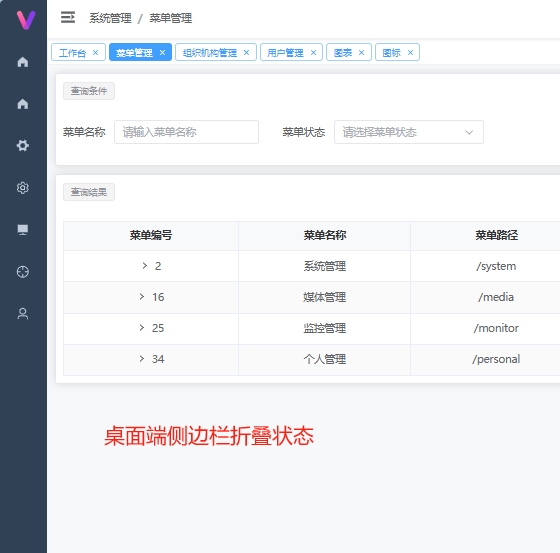 系统管理 / 菜单管理
工作台 × 菜单管理 × 组织机构管理 × 用户管理 × 图表 × 图标 ×
查询条件
菜单名称 请输入菜单名称 菜单状态 请选择菜单状态
查询结果
菜单编号 菜单名称 菜单路径
2 系统管理 /system
16 媒体管理 /media
25 监控管理 /monitor
34 个人管理 /personal
桌面端侧边栏折叠状态